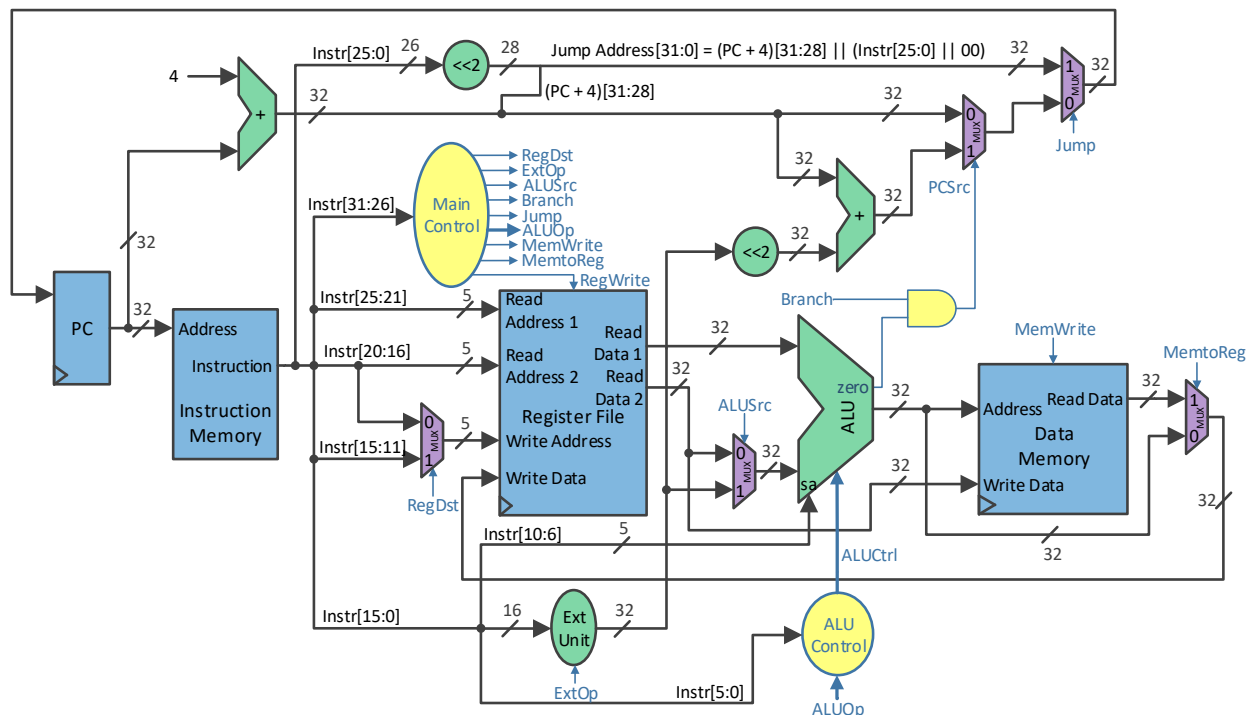 Instr[25:0]
26
<<2
28
Jump Address[31:0] = (PC + 4)[31:28] || (Instr[25:0] || 00)
32
1
MUX
0
32
Jump
4
+
32
(PC + 4)[31:28]
32
0
MUX
1
PCSrc
Main
Control
RegDst
ExtOp
ALUSrc
Branch
Jump
ALUOp
MemWrite
MemtoReg
RegWrite
Instr[31:26]
32
+
32
<<2
32
32
PC
32
Address
Instruction
Instruction
Memory
Instr[25:21]
5
Instr[20:16]
5
Instr[15:11]
0
MUX
1
5
RegDst
Read
Address 1
Read
Address 2
Read
Data 1
Read
Data 2
Register File
Write Address
Write Data
32
32
ALUSrc
0
MUX
1
32
zero
ALU
sa
32
Branch
MemWrite
Address
Read Data
Data
Memory
Write Data
32
32
MemtoReg
1
MUX
0
32
32
Instr[10:6]
5
ALUCtrl
Instr[15:0]
16
Ext
Unit
32
ExtOp
Instr[5:0]
ALU
Control
ALUOp